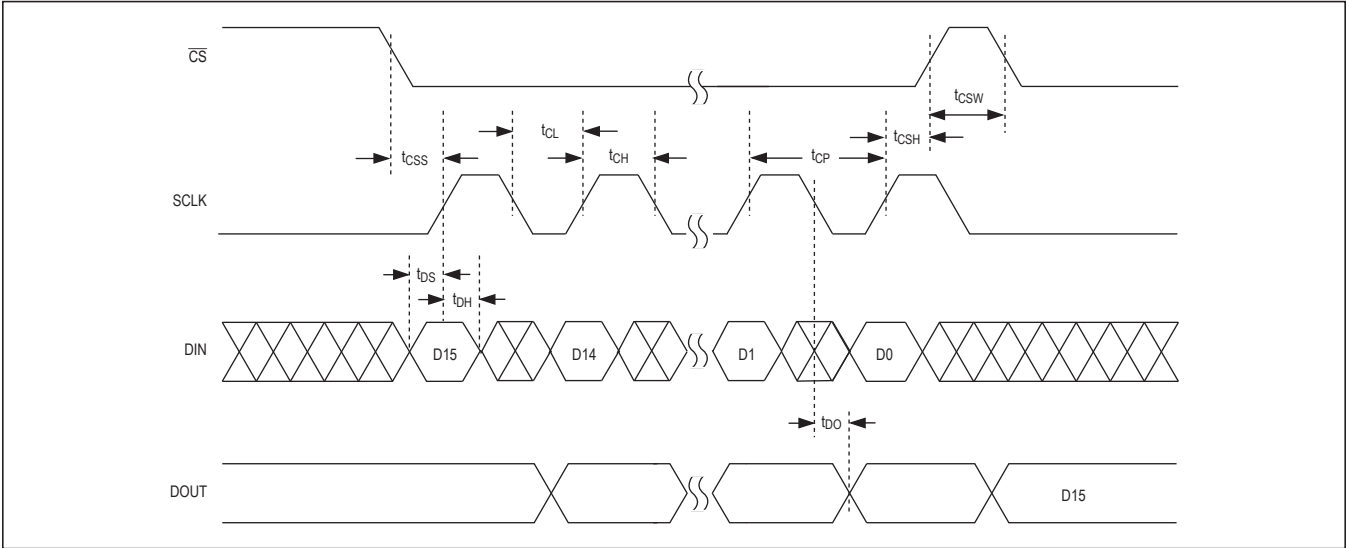 CS
tCSW
tCL
tCSH
tCSS
tCH
tCP
SCLK
tDS
tDH
DIN
D15
D14
D1
D0
tDO
DOUT
D15